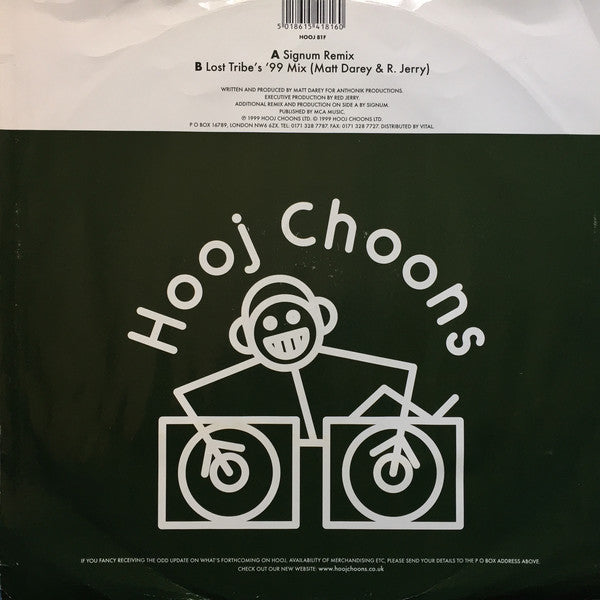 5 018615 418160
HOOJ 81F
A Signum Remix
B Lost Tribe's '99 Mix (Matt Darey & R. Jerry)
WRITTEN AND PRODUCED BY MATT DAREY FOR ANTHONIK PRODUCTIONS.
EXECUTIVE PRODUCTION BY RED JERRY.
ADDITIONAL REMIX AND PRODUCTION ON SIDE A BY SIGNUM.
PUBLISHED BY MCA MUSIC.
℗ 1999 HOOJ CHOONS LTD. © 1999 HOOJ CHOONS LTD.
P O BOX 16789, LONDON NW6 6ZX. TEL: 0171 328 7787. FAX: 0171 328 7727. DISTRIBUTED BY VITAL.
Hooj Choons
IF YOU FANCY RECEIVING THE ODD UPDATE ON WHAT'S FORTHCOMING ON HOOJ, AVAILABILITY OF MERCHANDISING ETC, PLEASE SEND YOUR DETAILS TO THE P O BOX ADDRESS ABOVE.
CHECK OUT OUR NEW WEBSITE: www.hoojchoons.co.uk